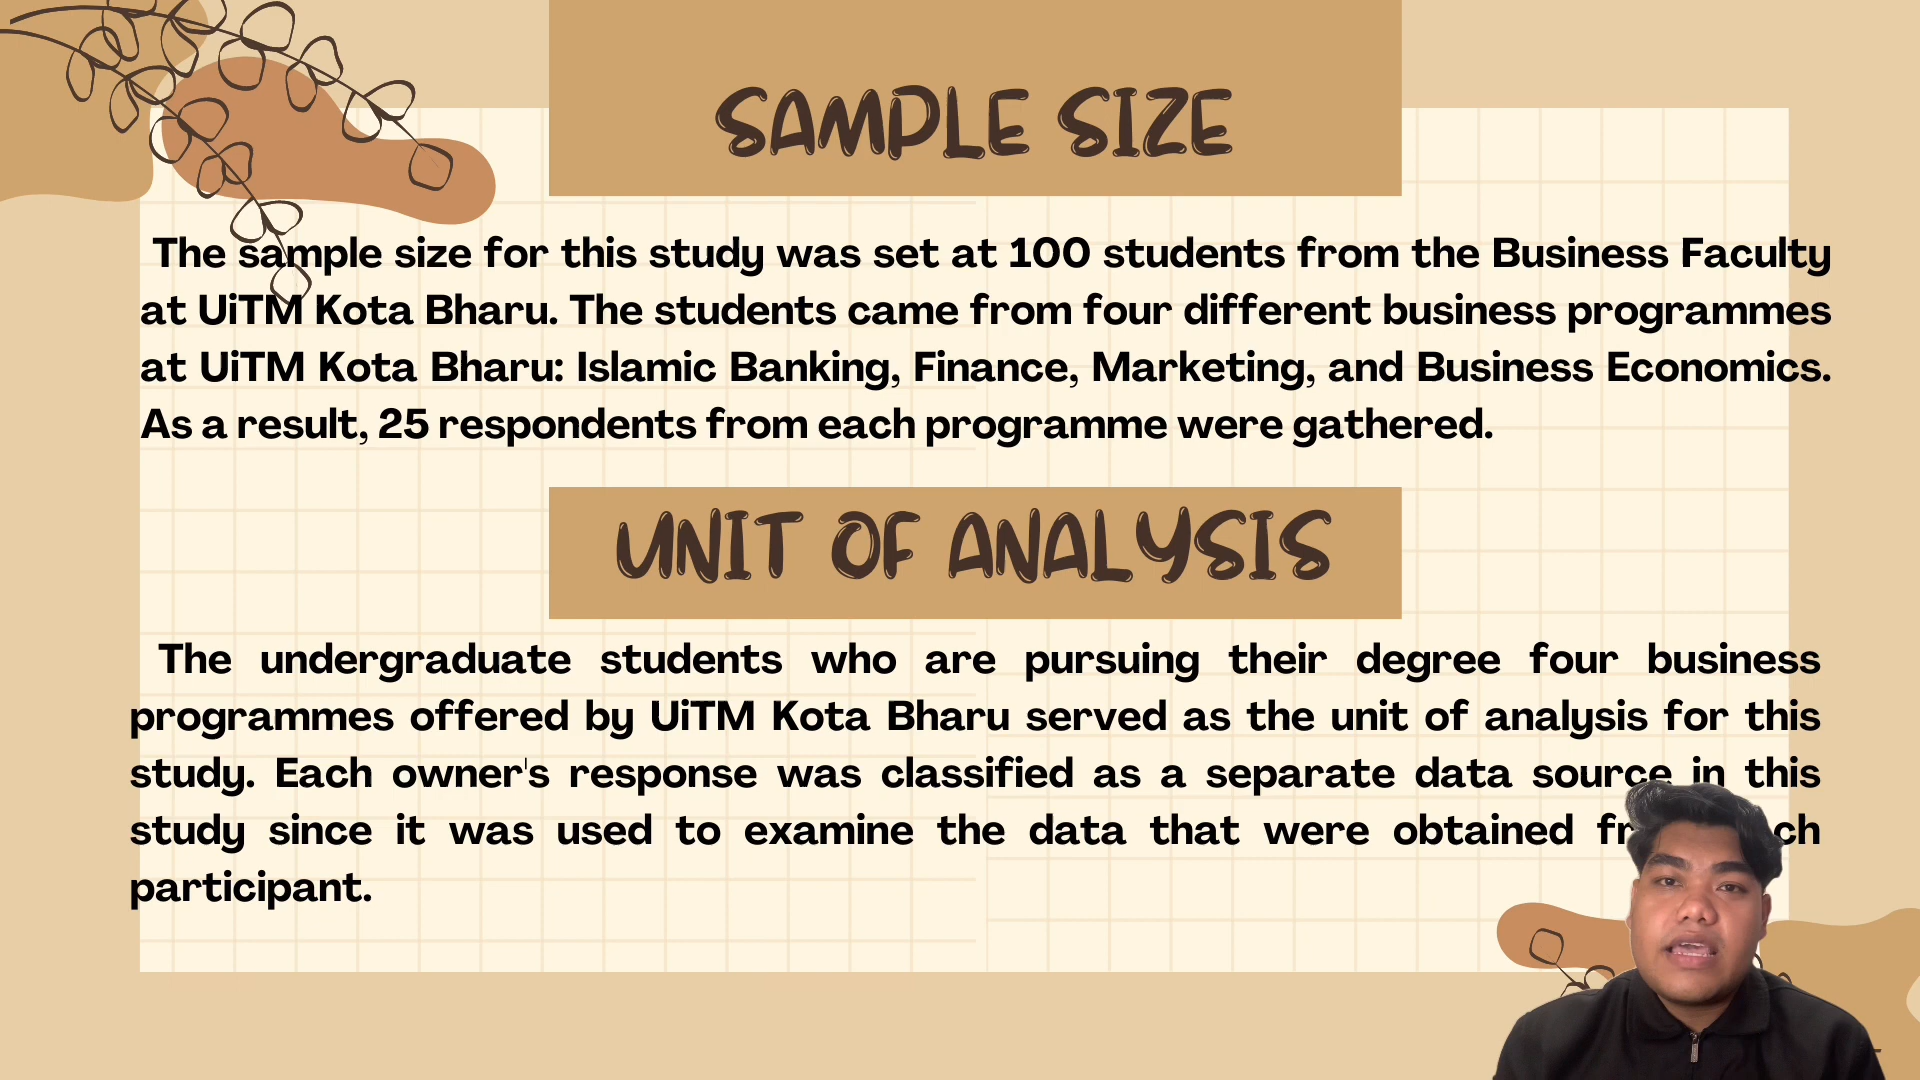 SAMPLE SIZE
The sample size for this study was set at 100 students from the Business Faculty
at UiTM Kota Bharu. The students came from four different business programmes
at UiTM Kota Bharu: Islamic Banking, Finance, Marketing, and Business Economics.
As a result, 25 respondents from each programme were gathered.
UNIT OF ANALYSIS
The undergraduate students who are pursuing their degree four business
programmes offered by UiTM Kota Bharu served as the unit of analysis for this
study. Each owner's response was classified as a separate data source in this
study since it was used to examine the data that were obtained
participant.